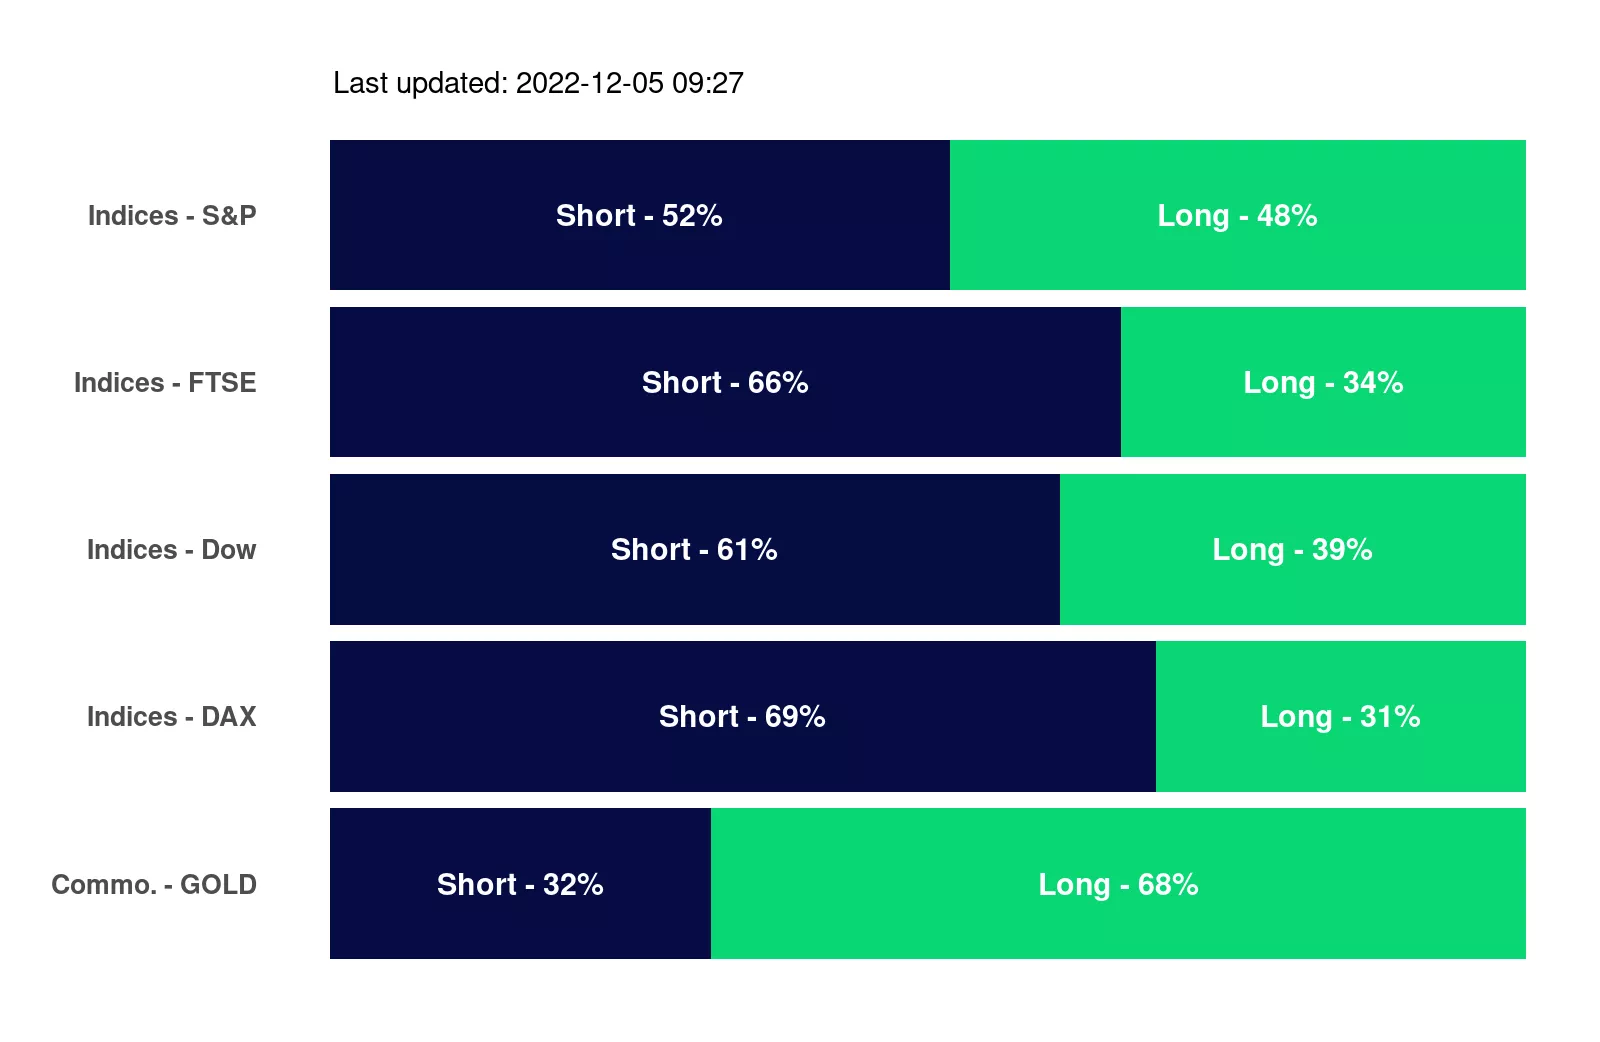 Last updated: 2022-12-05 09:27
Indices - S&P Short - 52% Long - 48%
Indices - FTSE Short - 66% Long - 34%
Indices - Dow Short - 61% Long - 39%
Indices - DAX Short - 69% Long - 31%
Commo. - GOLD Short - 32% Long - 68%